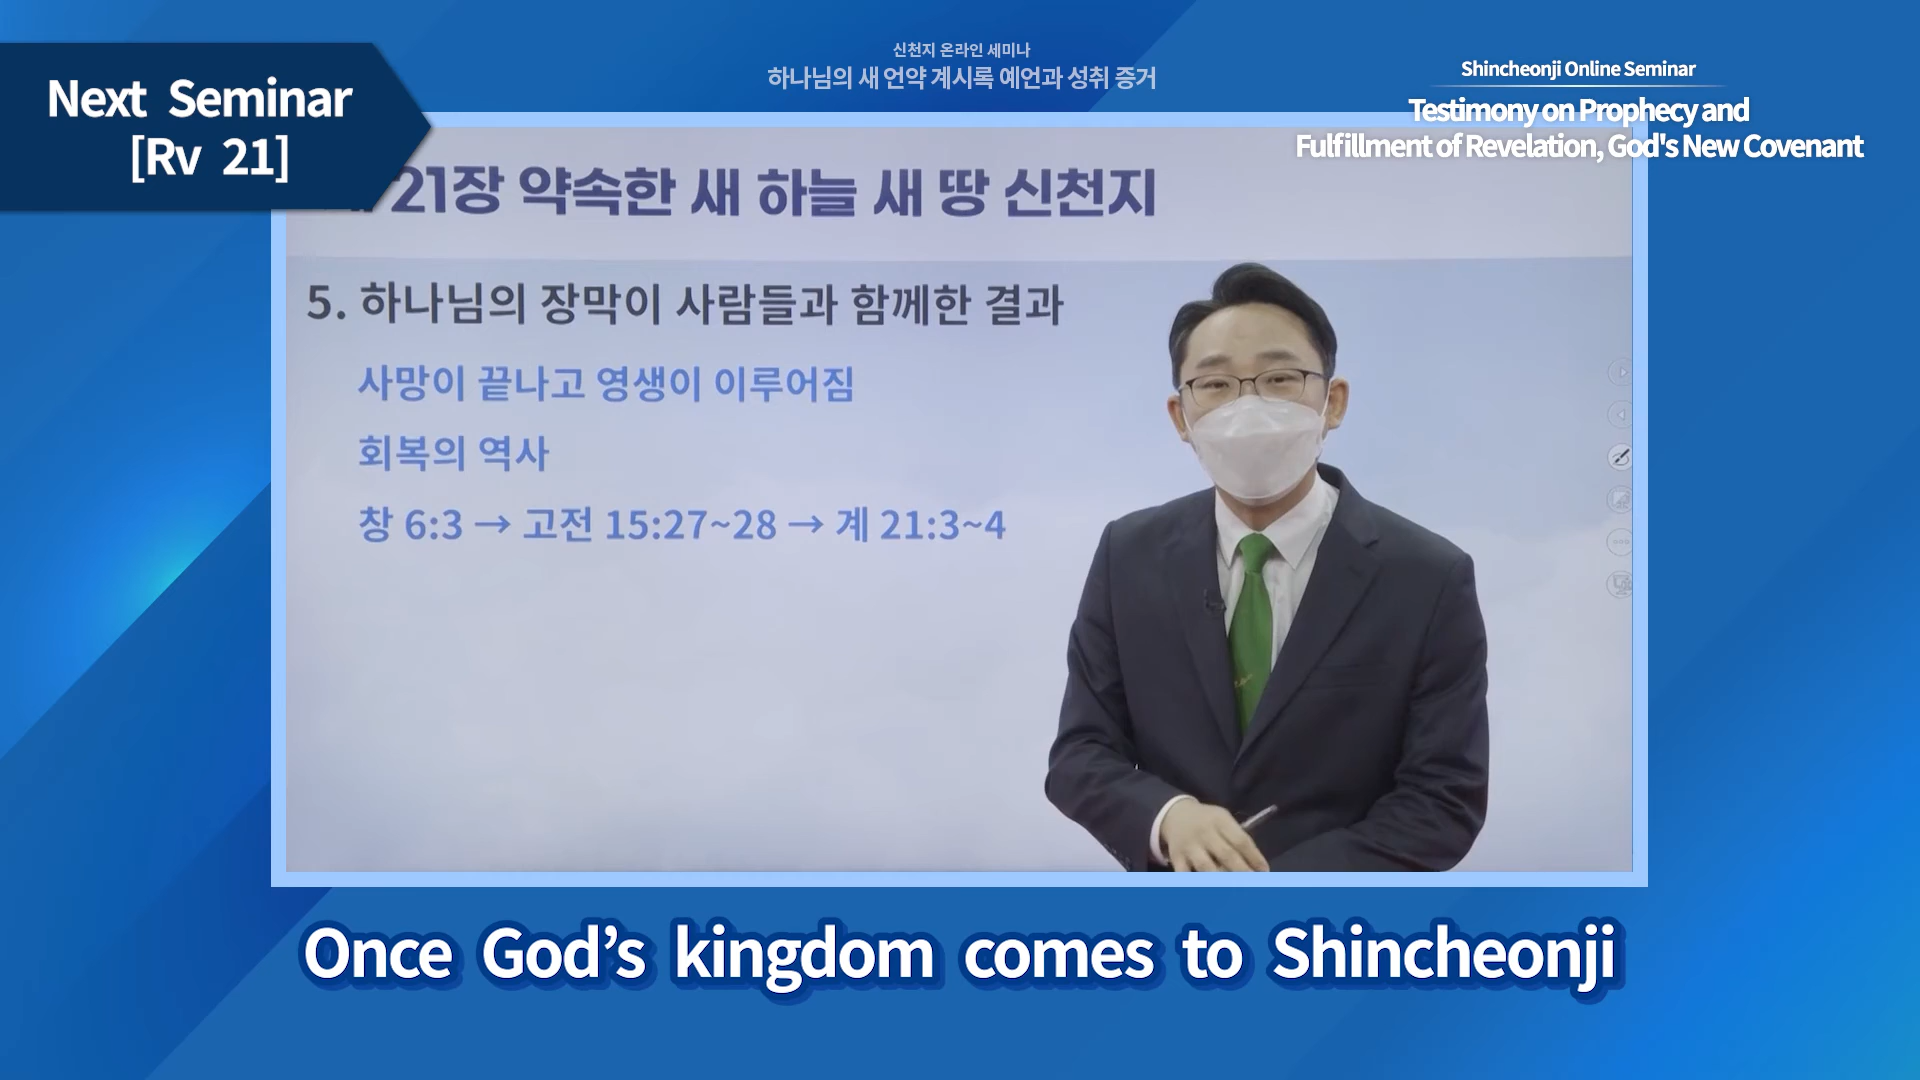 Next Seminar
[Rv 21]
신천지 온라인 세미나
하나님의 새 언약 계시록 예언과 성취 증거
Shincheonji Online Seminar
Testimony on Prophecy and
Fulfillment of Revelation, God's New Covenant
21장 약속한 새 하늘 새 땅 신천지
5. 하나님의 장막이 사람들과 함께한 결과
사망이 끝나고 영생이 이루어짐
회복의 역사
창 6:3 → 고전 15:27~28 → 계 21:3~4
Once God’s kingdom comes to Shincheonji